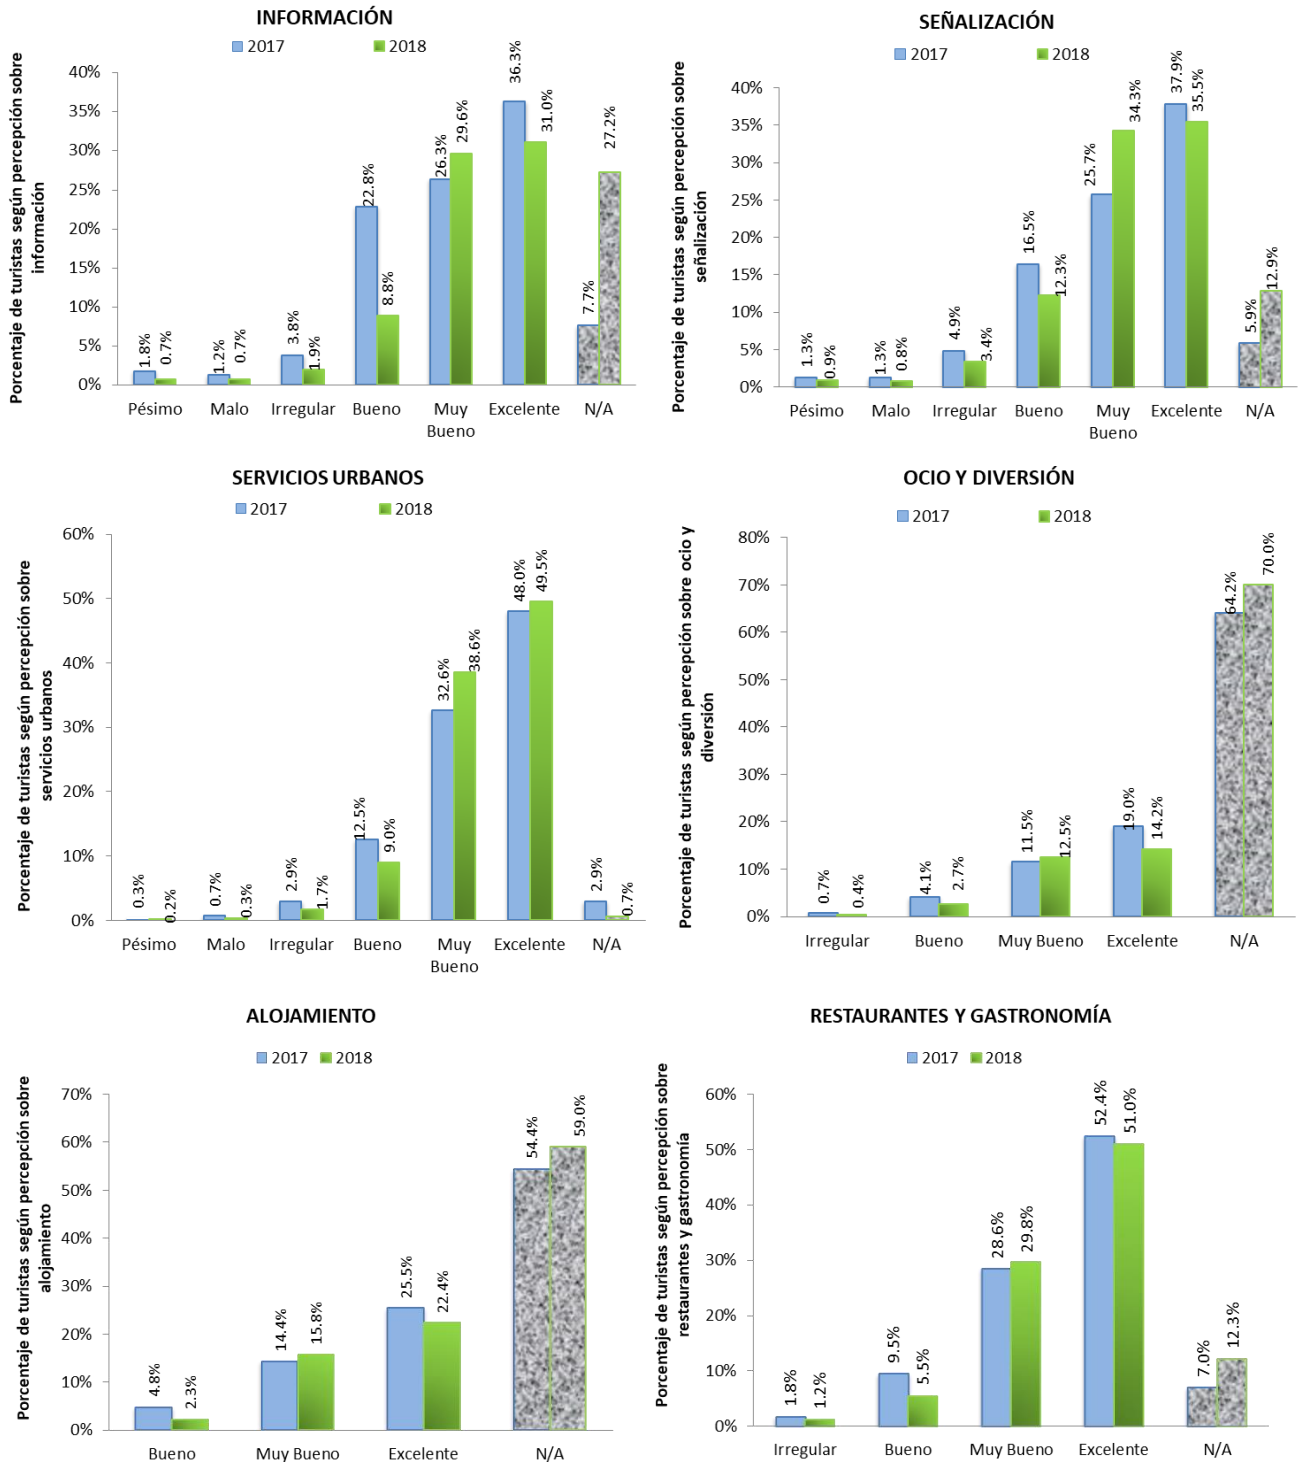 INFORMACIÓN
2017 2018
Porcentaje de turistas según percepción sobre
información
40%
35%
30%
25%
20%
15%
10%
5%
0%
1.8% 0.7% 1.2% 0.7% 3.8% 1.9% 22.8% 8.8% 26.3% 29.6% 36.3% 31.0% 7.7% 27.2%
Pésimo Malo Irregular Bueno Muy Excelente N/A
Bueno
SEÑALIZACIÓN
2017 2018
Porcentaje de turistas según percepción sobre
señalización
40%
35%
30%
25%
20%
15%
10%
5%
0%
1.3% 0.9% 1.3% 0.8% 4.9% 3.4% 16.5% 12.3% 25.7% 34.3% 37.9% 35.5% 5.9% 12.9%
Pésimo Malo Irregular Bueno Muy Excelente N/A
Bueno
SERVICIOS URBANOS
2017 2018
Porcentaje de turistas según percepción sobre
servicios urbanos
60%
50%
40%
30%
20%
10%
0%
0.3% 0.2% 0.7% 0.3% 2.9% 1.7% 12.5% 9.0% 32.6% 38.6% 48.0% 49.5% 2.9% 0.7%
Pésimo Malo Irregular Bueno Muy Excelente N/A
Bueno
OCIO Y DIVERSIÓN
2017 2018
Porcentaje de turistas según percepción sobre ocio y
diversión
80%
70%
60%
50%
40%
30%
20%
10%
0%
0.7% 0.4% 4.1% 2.7% 11.5% 12.5% 19.0% 14.2% 64.2% 70.0%
Irregular Bueno Muy Bueno Excelente N/A
ALOJAMIENTO
2017 2018
Porcentaje de turistas según percepción sobre
alojamiento
70%
60%
50%
40%
30%
20%
10%
0%
4.8% 2.3% 14.4% 15.8% 25.5% 22.4% 54.4% 59.0%
Bueno Muy Bueno Excelente N/A
RESTAURANTES Y GASTRONOMÍA
2017 2018
Porcentaje de turistas según percepción sobre
restaurantes y gastronomía
60%
50%
40%
30%
20%
10%
0%
1.8% 1.2% 9.5% 5.5% 28.6% 29.8% 52.4% 51.0% 7.0% 12.3%
Irregular Bueno Muy Bueno Excelente N/A